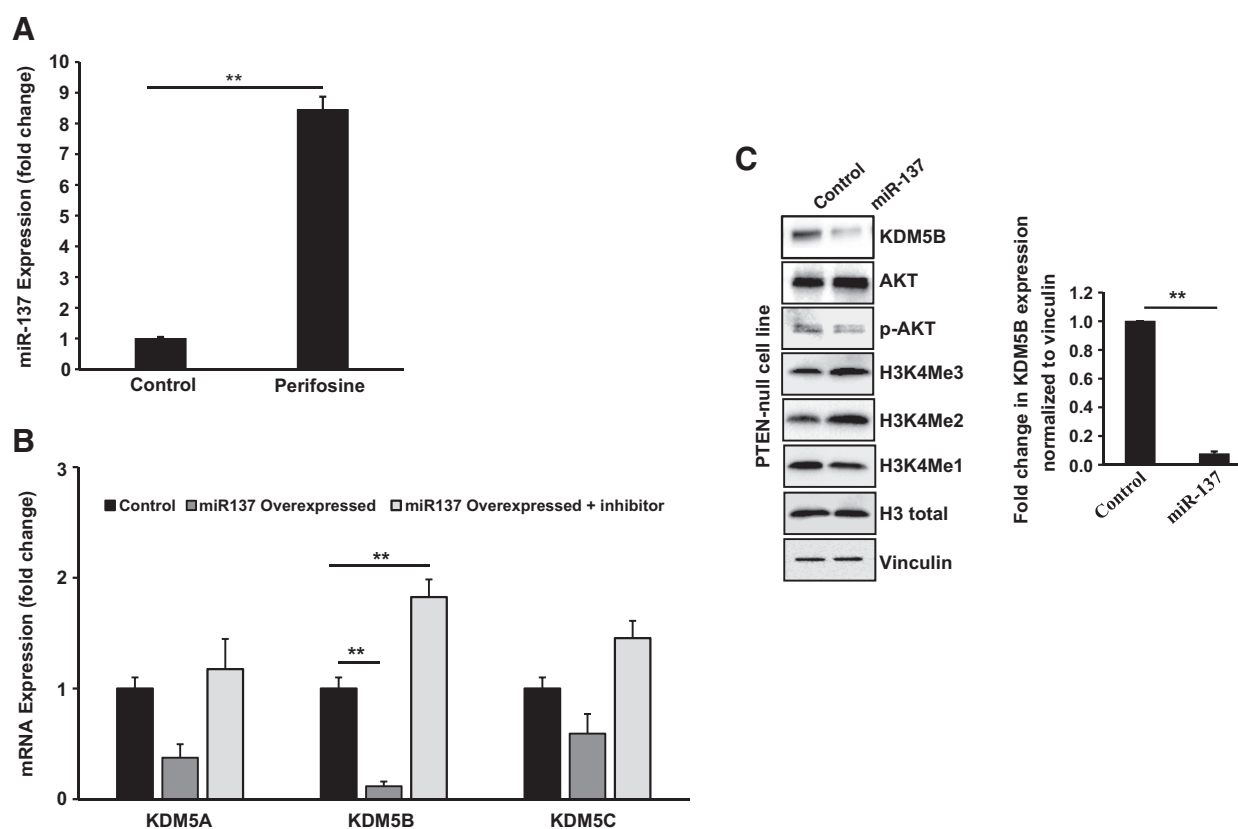 A
miR-137 Expression (fold change)
10
9
8
7
6
5
4
3
2
1
0
**
Control
Perifosine
B
mRNA Expression (fold change)
3
2
1
0
Control
miR137 Overexpressed
miR137 Overexpressed + inhibitor
**
**
KDM5A
KDM5B
KDM5C
C
PTEN-null cell line
Control
miR-137
KDM5B
AKT
p-AKT
H3K4Me3
H3K4Me2
H3K4Me1
H3 total
Vinculin
Fold change in KDM5B expression
normalized to vinculin
1.2
1.0
0.8
0.6
0.4
0.2
0.0
**
Control
miR-137